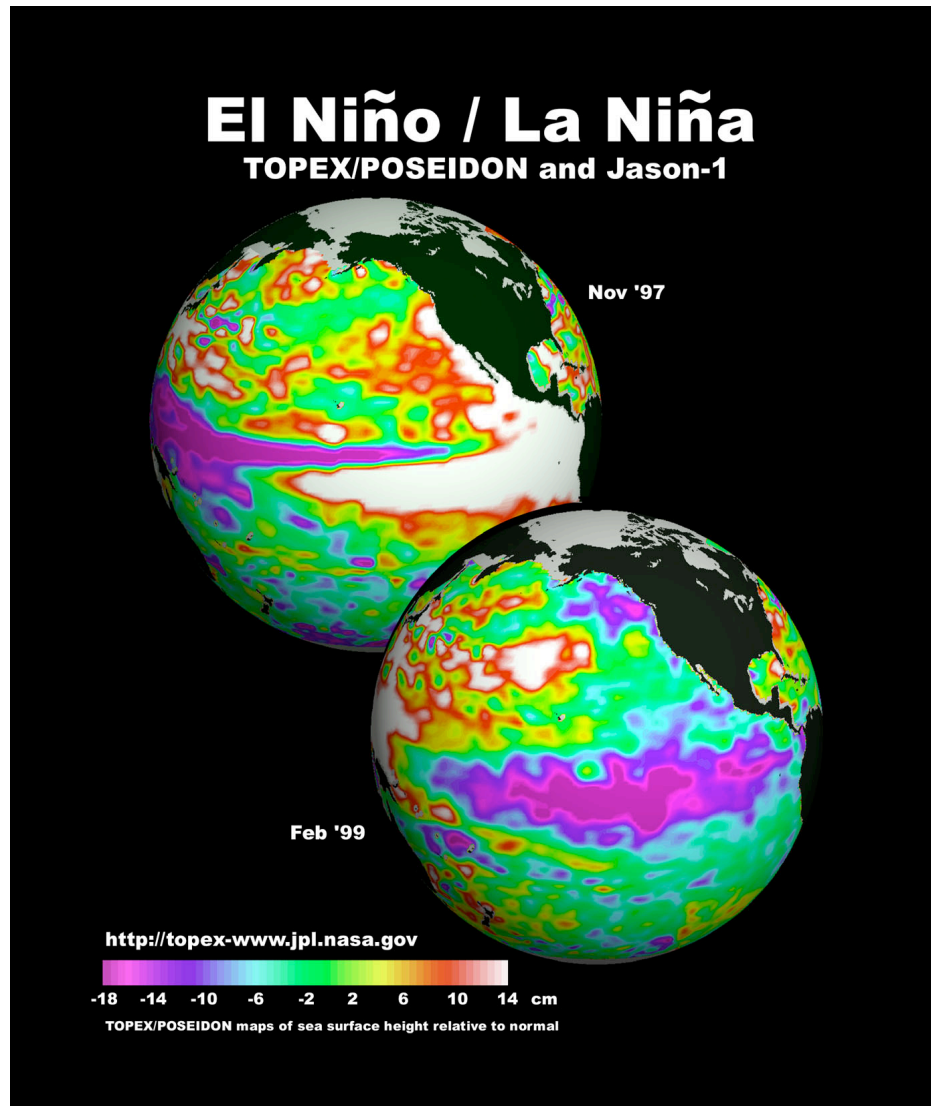 El Niño / La Niña
TOPEX/POSEIDON and Jason-1
Nov '97
Feb '99
http://topex-www.jpl.nasa.gov
-18 -14 -10 -6 -2 2 6 10 14 cm
TOPEX/POSEIDON maps of sea surface height relative to normal